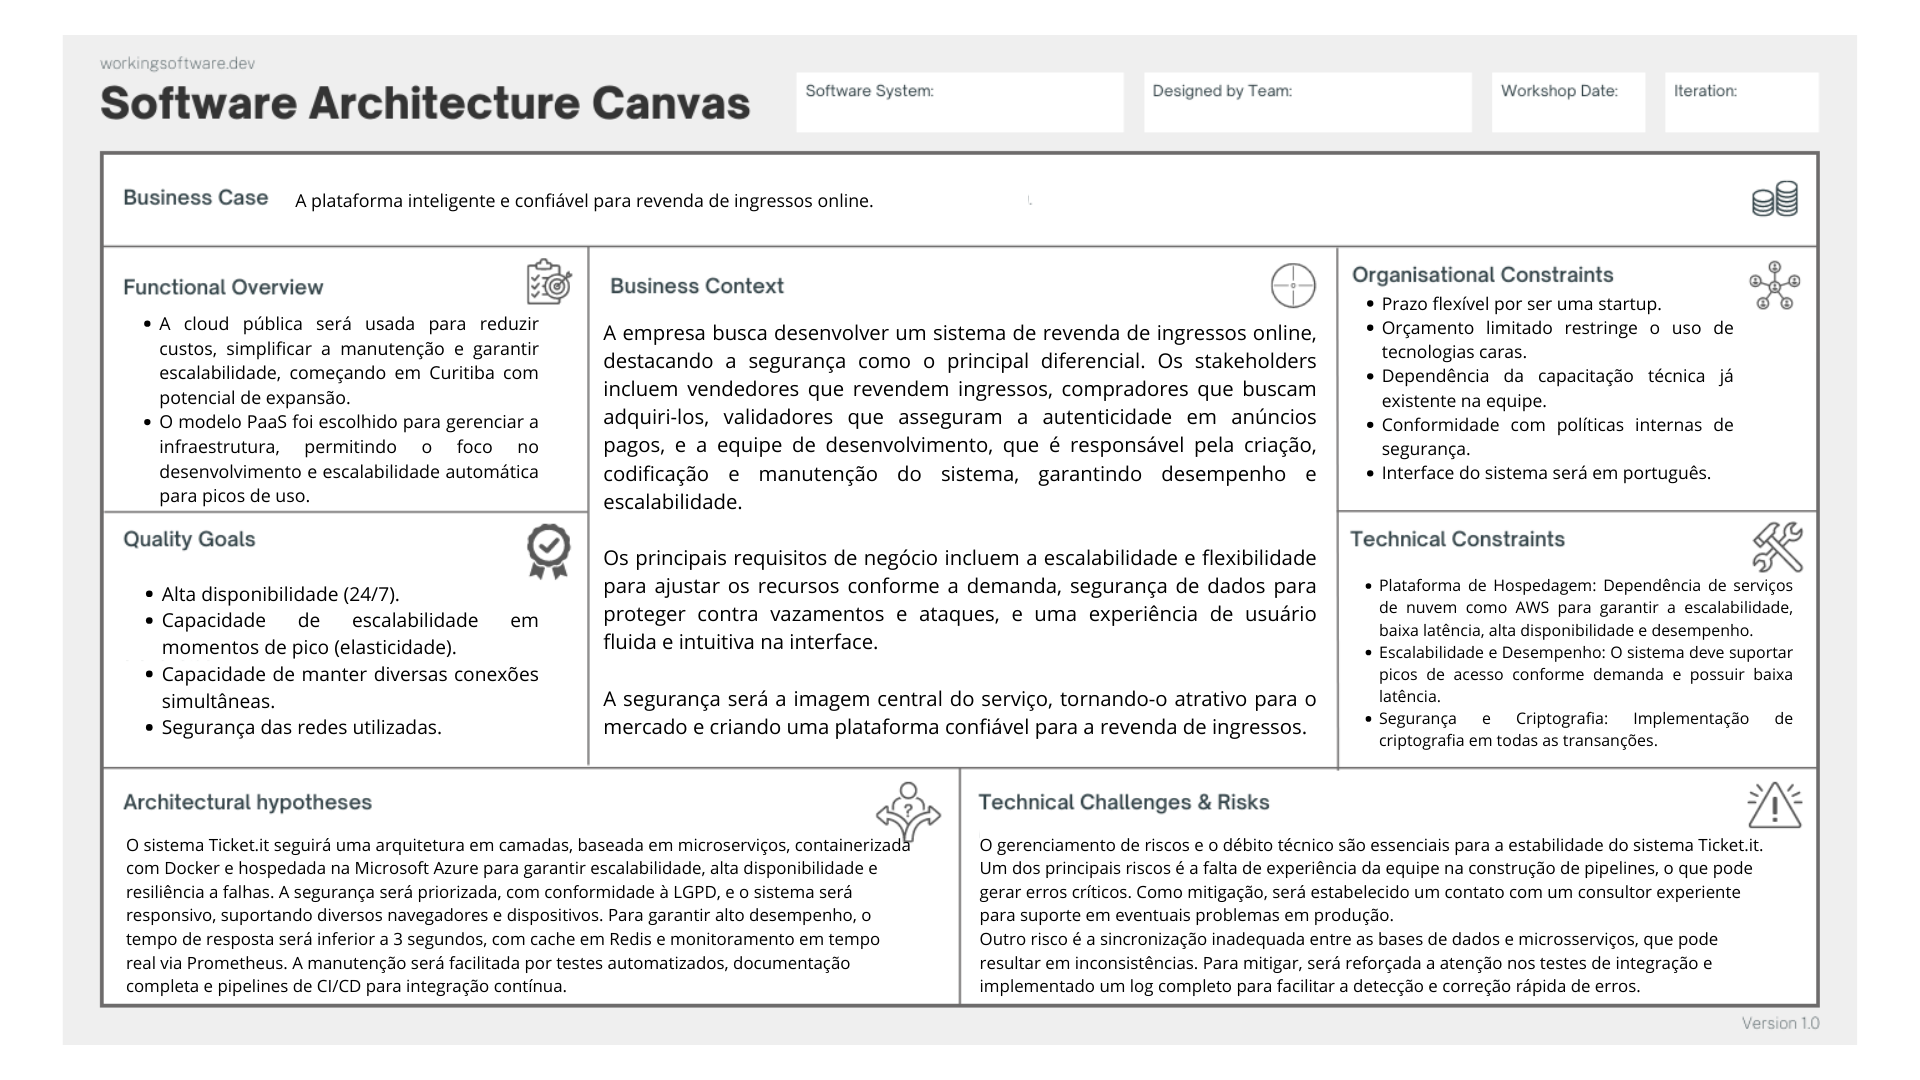 workingsoftware.dev
Software Architecture Canvas
Software System:
Designed by Team:
Workshop Date:
Iteration:
Business Case
A plataforma inteligente e confiável para revenda de ingressos online.
Functional Overview
A cloud pública será usada para reduzir
custos, simplificar a manutenção e garantir
escalabilidade, começando em Curitiba com
potencial de expansão.
O modelo PaaS foi escolhido para gerenciar a
infraestrutura, permitindo o foco no
desenvolvimento e escalabilidade automática
para picos de uso.
Quality Goals
Alta disponibilidade (24/7).
Capacidade de escalabilidade em
momentos de pico (elasticidade).
Capacidade de manter diversas conexões
simultâneas.
Segurança das redes utilizadas.
Business Context
A empresa busca desenvolver um sistema de revenda de ingressos online,
destacando a segurança como o principal diferencial. Os stakeholders
incluem vendedores que revendem ingressos, compradores que buscam
adquiri-los, validadores que asseguram a autenticidade em anúncios
pagos, e a equipe de desenvolvimento, que é responsável pela criação,
codificação e manutenção do sistema, garantindo desempenho e
escalabilidade.
Os principais requisitos de negócio incluem a escalabilidade e flexibilidade
para ajustar os recursos conforme a demanda, segurança de dados para
proteger contra vazamentos e ataques, e uma experiência de usuário
fluida e intuitiva na interface.
A segurança será a imagem central do serviço, tornando-o atrativo para o
mercado e criando uma plataforma confiável para a revenda de ingressos.
Organisational Constraints
Prazo flexível por ser uma startup.
Orçamento limitado restringe o uso de
tecnologias caras.
Dependência da capacitação técnica já
existente na equipe.
Conformidade com políticas internas de
segurança.
Interface do sistema será em português.
Technical Constraints
Plataforma de Hospedagem: Dependência de serviços
de nuvem como AWS para garantir a escalabilidade,
baixa latência, alta disponibilidade e desempenho.
Escalabilidade e Desempenho: O sistema deve suportar
picos de acesso conforme demanda e possuir baixa
latência.
Segurança e Criptografia: Implementação de
criptografia em todas as transações.
Architectural hypotheses
O sistema Ticket.it seguirá uma arquitetura em camadas, baseada em microserviços, containerizada
com Docker e hospedada na Microsoft Azure para garantir escalabilidade, alta disponibilidade e
resiliência a falhas. A segurança será priorizada, com conformidade à LGPD, e o sistema será
responsivo, suportando diversos navegadores e dispositivos. Para garantir alto desempenho, o
tempo de resposta será inferior a 3 segundos, com cache em Redis e monitoramento em tempo
real via Prometheus. A manutenção será facilitada por testes automatizados, documentação
completa e pipelines de CI/CD para integração contínua.
Technical Challenges & Risks
O gerenciamento de riscos e o débito técnico são essenciais para a estabilidade do sistema Ticket.it.
Um dos principais riscos é a falta de experiência da equipe na construção de pipelines, o que pode
gerar erros críticos. Como mitigação, será estabelecido um contato com um consultor experiente
para suporte em eventuais problemas em produção.
Outro risco é a sincronização inadequada entre as bases de dados e microsserviços, que pode
resultar em inconsistências. Para mitigar, será reforçada a atenção nos testes de integração e
implementado um log completo para facilitar a detecção e correção rápida de erros.
Version 1.0